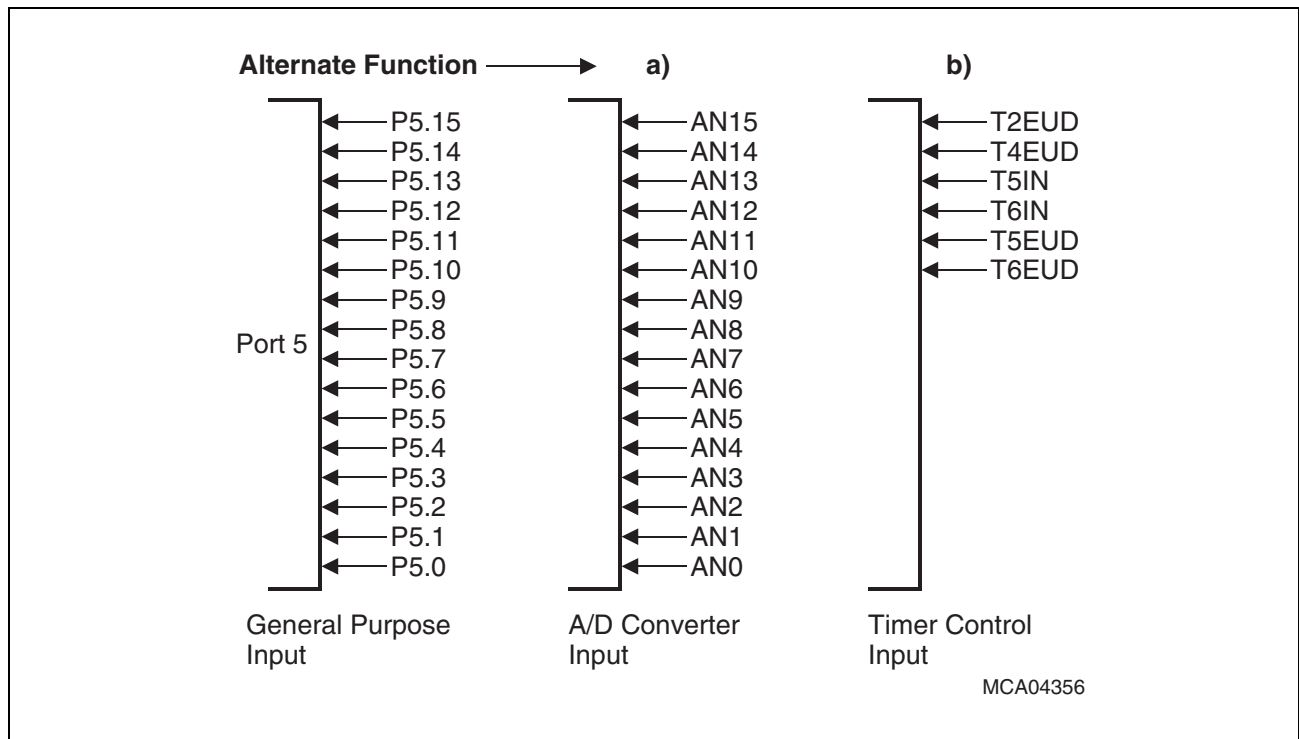 Alternate Function a) b)
P5.15 AN15 T2EUD
P5.14 AN14 T4EUD
P5.13 AN13 T5IN
P5.12 AN12 T6IN
P5.11 AN11 T5EUD
P5.10 AN10 T6EUD
P5.9 AN9
P5.8 AN8
Port 5
P5.7 AN7
P5.6 AN6
P5.5 AN5
P5.4 AN4
P5.3 AN3
P5.2 AN2
P5.1 AN1
P5.0 AN0
General Purpose A/D Converter Timer Control
Input Input Input
MCA04356